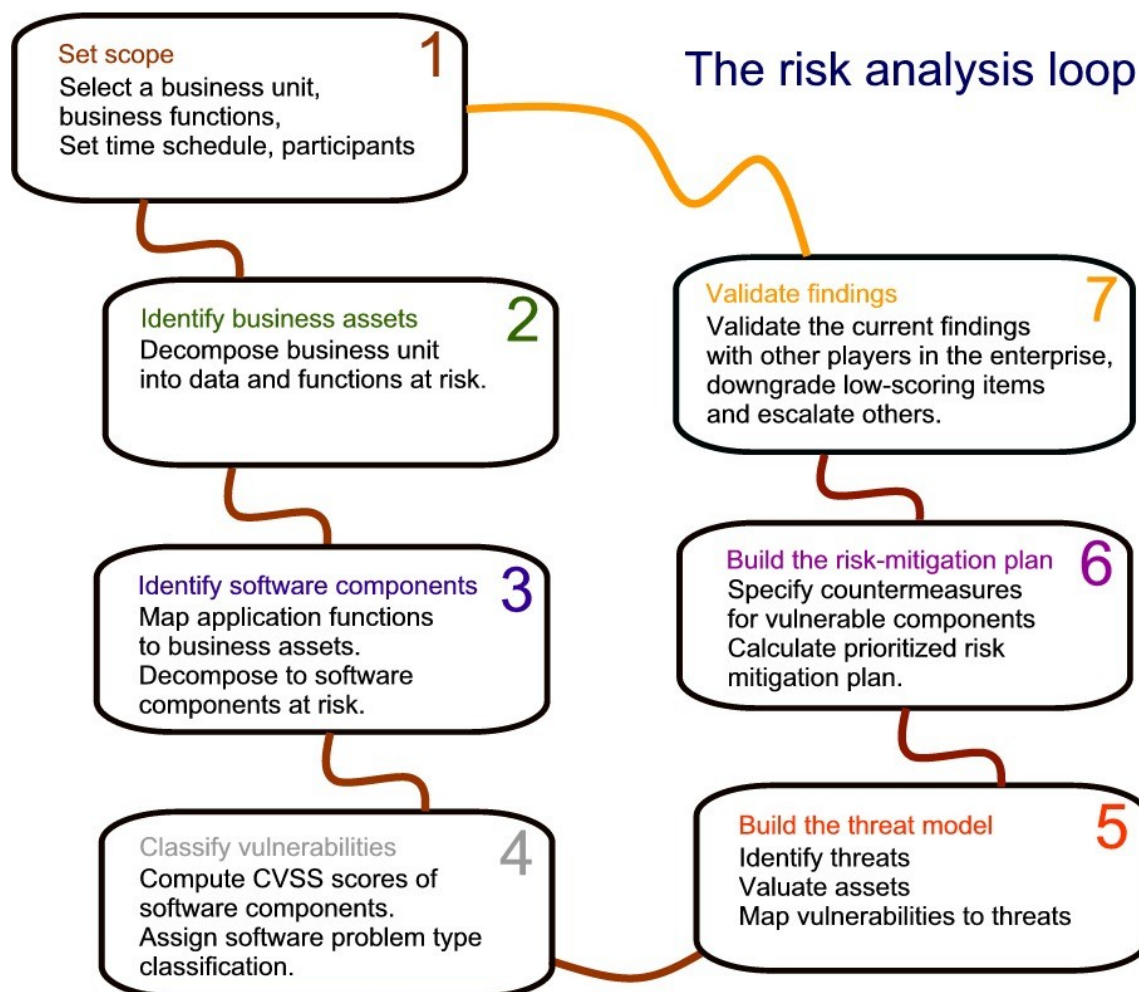 The risk analysis loop
1
Set scope
Select a business unit,
business functions,
Set time schedule, participants
2
Identify business assets
Decompose business unit
into data and functions at risk.
3
Identify software components
Map application functions
to business assets.
Decompose to software
components at risk.
4
Classify vulnerabilities
Compute CVSS scores of
software components.
Assign software problem type
classification.
5
Build the threat model
Identify threats
Valuate assets
Map vulnerabilities to threats
6
Build the risk-mitigation plan
Specify countermeasures
for vulnerable components
Calculate prioritized risk
mitigation plan.
7
Validate findings
Validate the current findings
with other players in the enterprise,
downgrade low-scoring items
and escalate others.